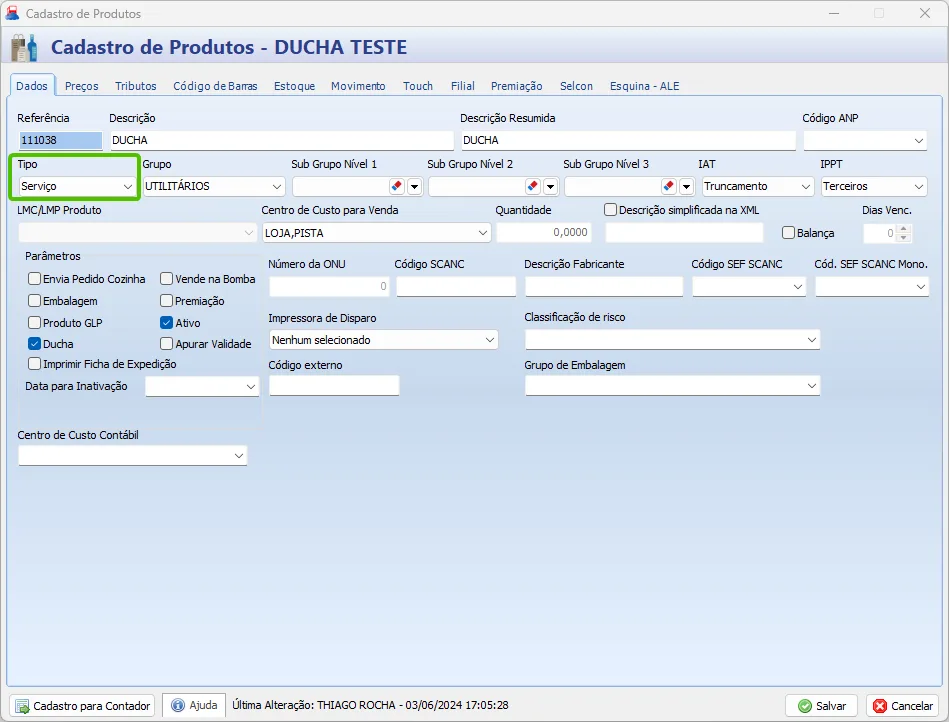 Cadastro de Produtos
Cadastro de Produtos - DUCHA TESTE
Dados Preços Tributos Código de Barras Estoque Movimento Touch Filial Premiação Selcon Esquina - ALE
Referência Descrição Descrição Resumida Código ANP
111038 DUCHA DUCHA
Tipo Grupo Sub Grupo Nível 1 Sub Grupo Nível 2 Sub Grupo Nível 3 IAT IPPT
Serviço UTILITÁRIOS Truncamento Terceiros
LMC/LMP Produto Centro de Custo para Venda Quantidade Descrição simplificada na XML Dias Venc.
LOJA,PISTA 0,0000 Balança 0
Parâmetros
Número da ONU Código SCANC Descrição Fabricante Código SEF SCANC Cód. SEF SCANC Mono.
Envia Pedido Cozinha Vende na Bomba
0
Embalagem Premiação
Produto GLP Ativo
Impressora de Disparo Classificação de risco
Ducha Apurar Validade
Nenhum selecionado
Imprimir Ficha de Expedição
Código externo Grupo de Embalagem
Data para Inativação
Centro de Custo Contábil
Cadastro para Contador Ajuda Última Alteração: THIAGO ROCHA - 03/06/2024 17:05:28 Salvar Cancelar